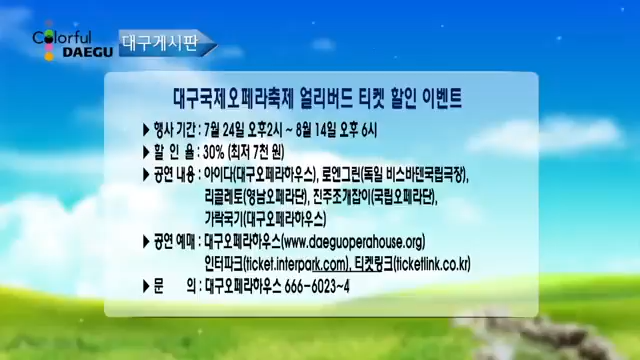 Colorful
DAEGU
대구게시판
대구국제오페라축제 얼리버드 티켓 할인 이벤트
▶ 행사 기간 : 7월 24일 오후2시 ~ 8월 14일 오후 6시
▶ 할 인 율 : 30% (최저 7천 원)
▶ 공연 내용 : 아이다(대구오페라하우스), 로엔그린(독일 비스바덴국립극장),
리골레토(영남오페라단), 진주조개잡이(국립오페라단),
가락국기(대구오페라하우스)
▶ 공연 예매 : 대구오페라하우스(www.daeguoperahouse.org)
인터파크(ticket.interpark.com), 티켓링크(ticketlink.co.kr)
▶ 문 의 : 대구오페라하우스 666-6023~4